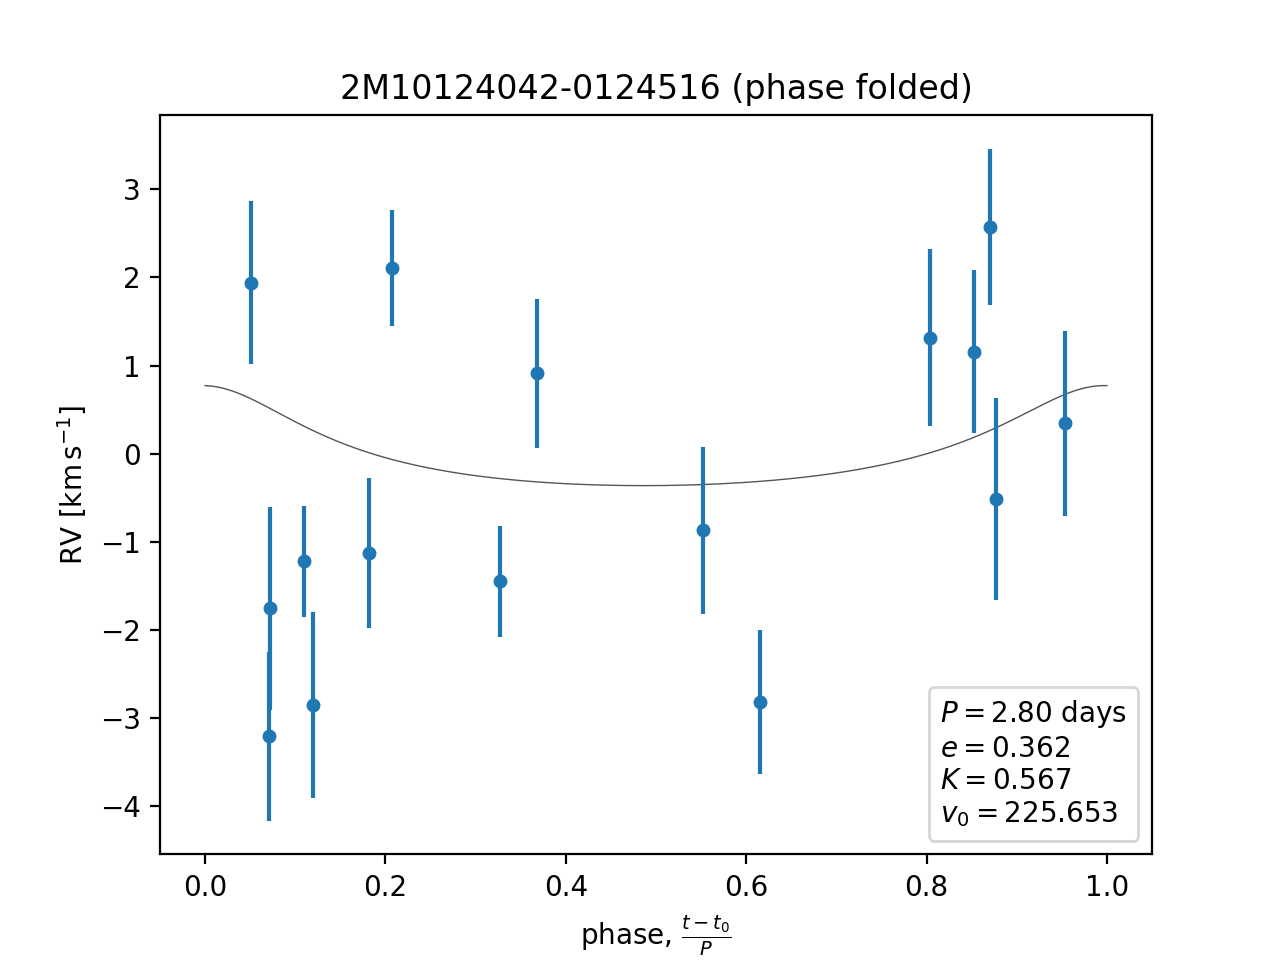 2M10124042-0124516 (phase folded)
3
2
1
0
−1
−2
−3
−4
RV [km s⁻¹]
P = 2.80 days
e = 0.362
K = 0.567
v₀ = 225.653
0.0 0.2 0.4 0.6 0.8 1.0
phase, (t − t₀)/P